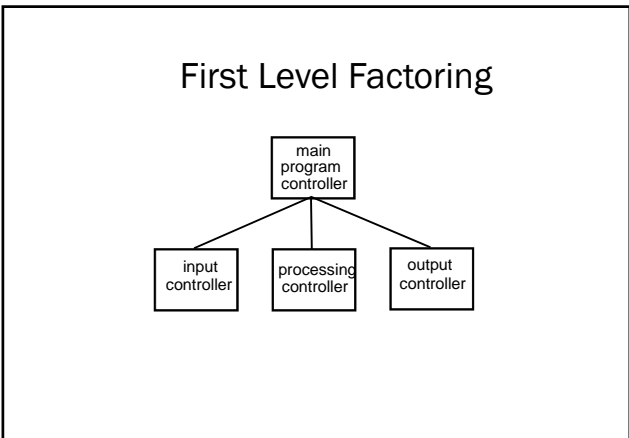 First Level Factoring
main
program
controller
input
controller
processing
controller
output
controller